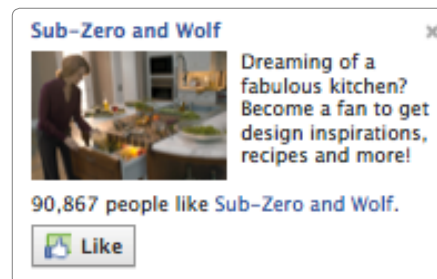 Sub-Zero and Wolf
Dreaming of a
fabulous kitchen?
Become a fan to get
design inspirations,
recipes and more!
90,867 people like Sub-Zero and Wolf.
Like